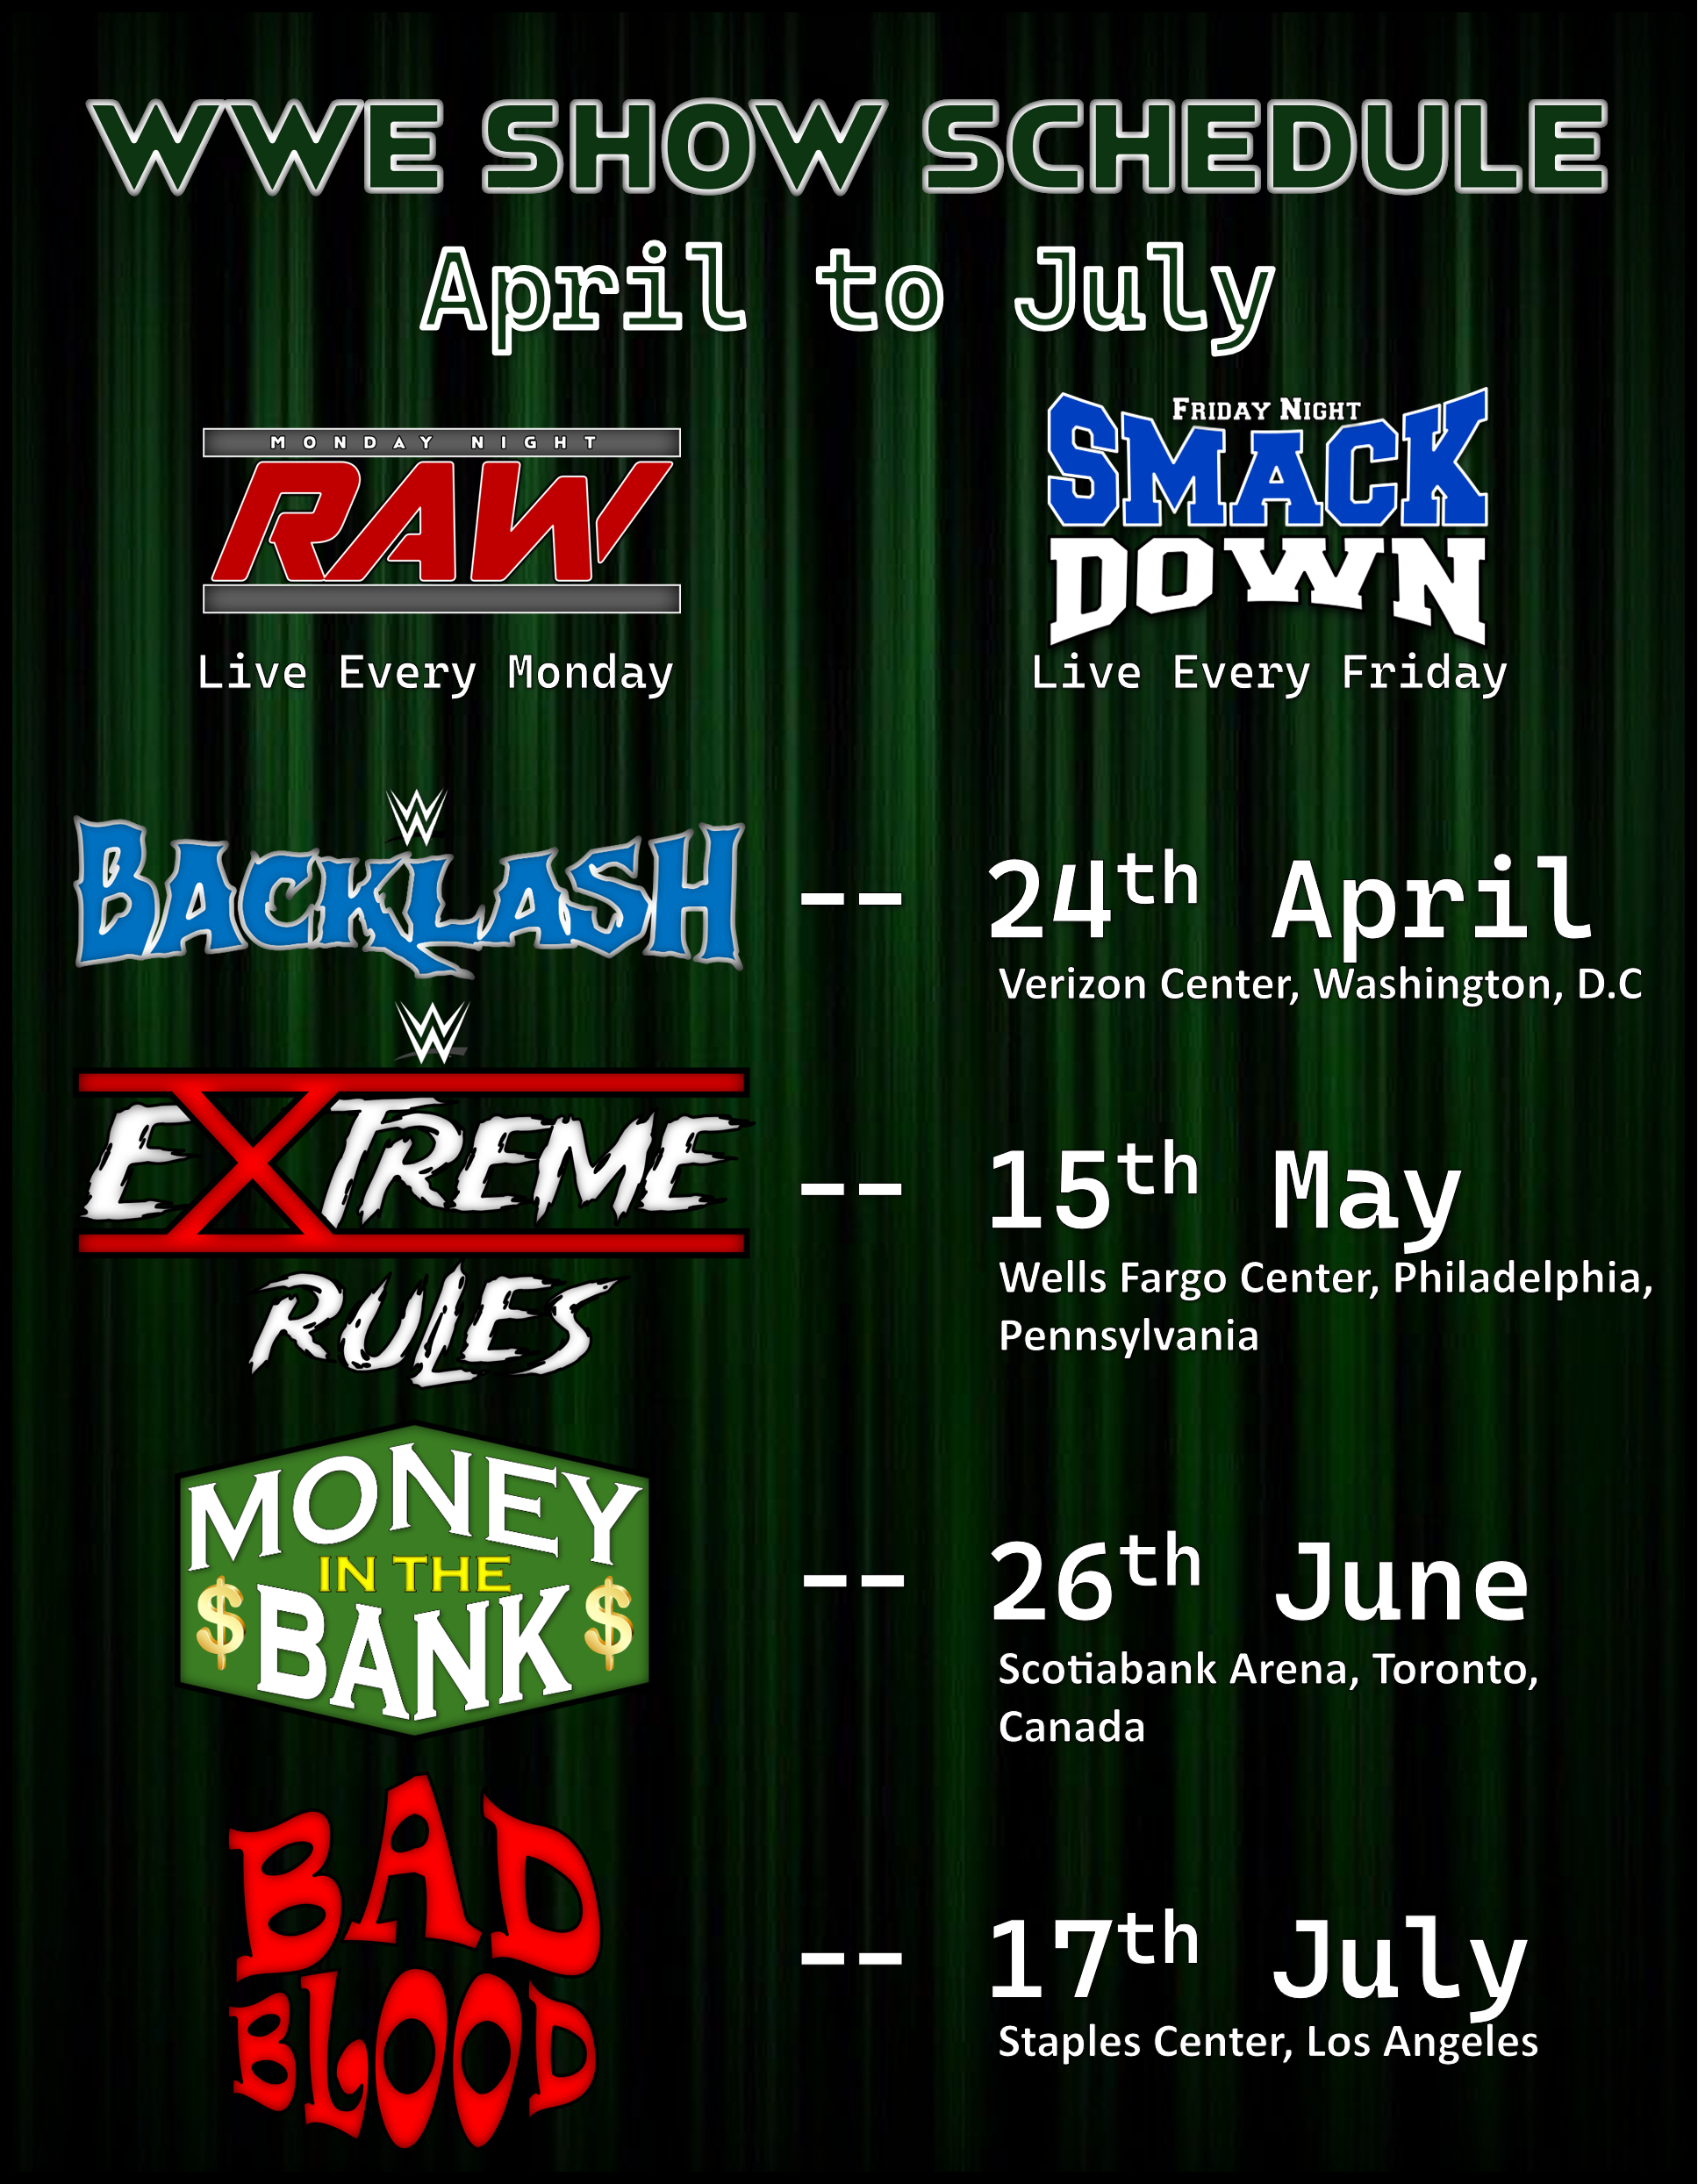 WWE SHOW SCHEDULE
April to July
MONDAY NIGHT
RAW
Live Every Monday
FRIDAY NIGHT
SMACK
DOWN
Live Every Friday
W
BACKLASH
-- 24th April
Verizon Center, Washington, D.C
W
EXTREME
RULES
-- 15th May
Wells Fargo Center, Philadelphia,
Pennsylvania
MONEY
IN THE
$ BANK $
-- 26th June
Scotiabank Arena, Toronto,
Canada
BAD
BLOOD
-- 17th July
Staples Center, Los Angeles